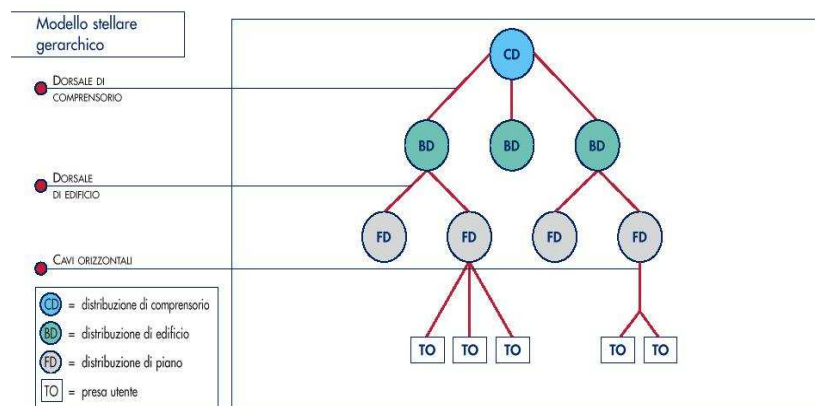 Modello stellare
gerarchico
DORSALE DI
COMPRENSORIO
DORSALE
DI EDIFICIO
CAVI ORIZZONTALI
CD = distribuzione di comprensorio
BD = distribuzione di edificio
FD = distribuzione di piano
TO = presa utente
CD
BD BD BD
FD FD FD FD
TO TO TO TO TO